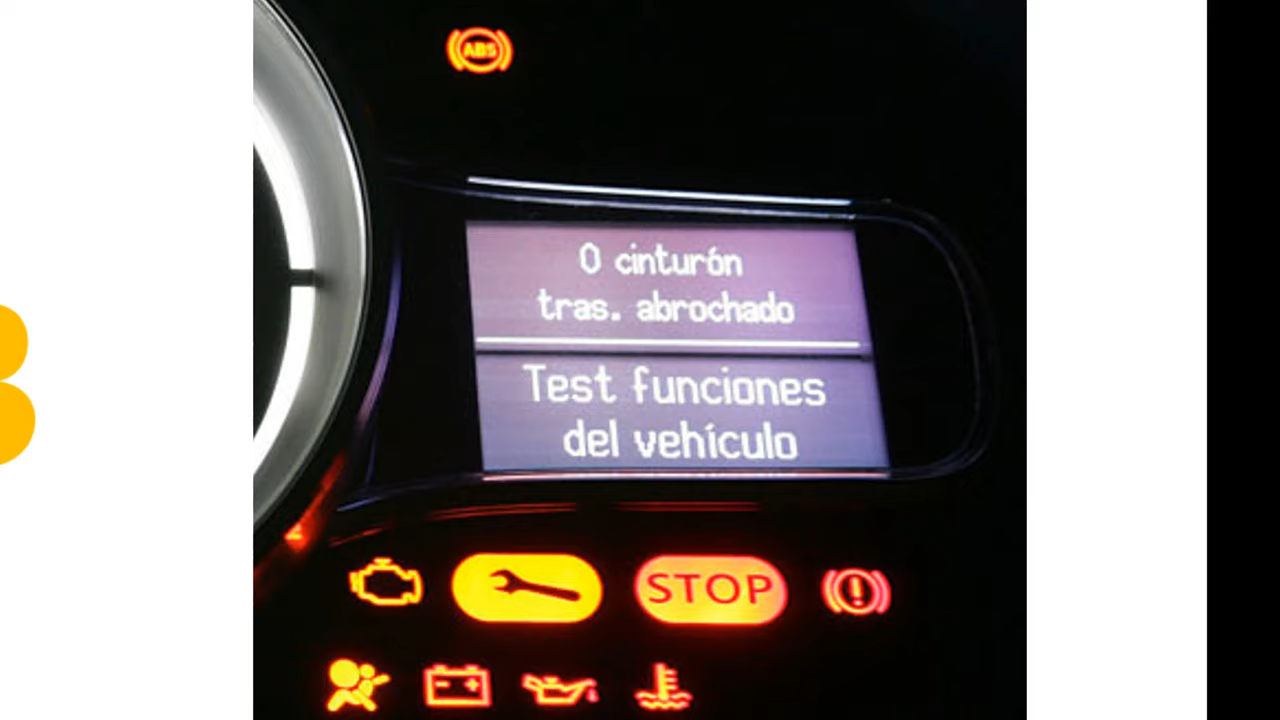 ABS
0 cinturón
tras. abrochado
Test funciones
del vehículo
STOP